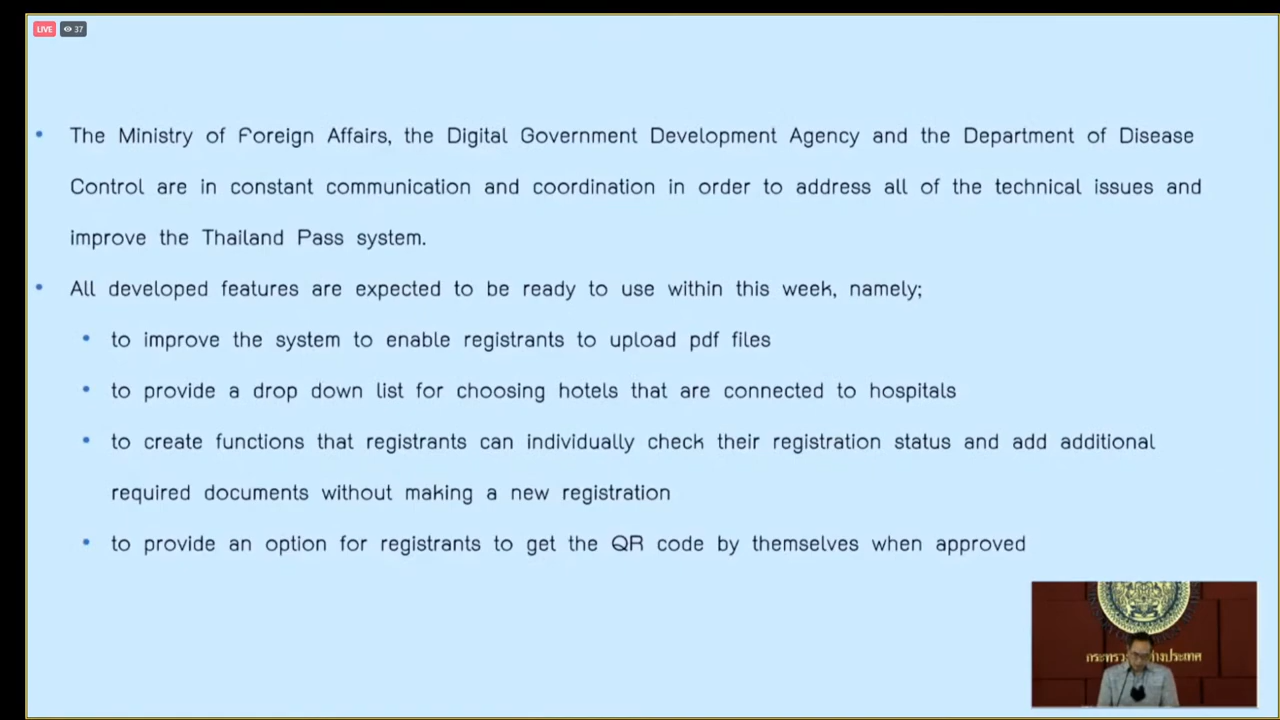 LIVE 37
• The Ministry of Foreign Affairs, the Digital Government Development Agency and the Department of Disease
Control are in constant communication and coordination in order to address all of the technical issues and
improve the Thailand Pass system.
• All developed features are expected to be ready to use within this week, namely;
• to improve the system to enable registrants to upload pdf files
• to provide a drop down list for choosing hotels that are connected to hospitals
• to create functions that registrants can individually check their registration status and add additional
required documents without making a new registration
• to provide an option for registrants to get the QR code by themselves when approved